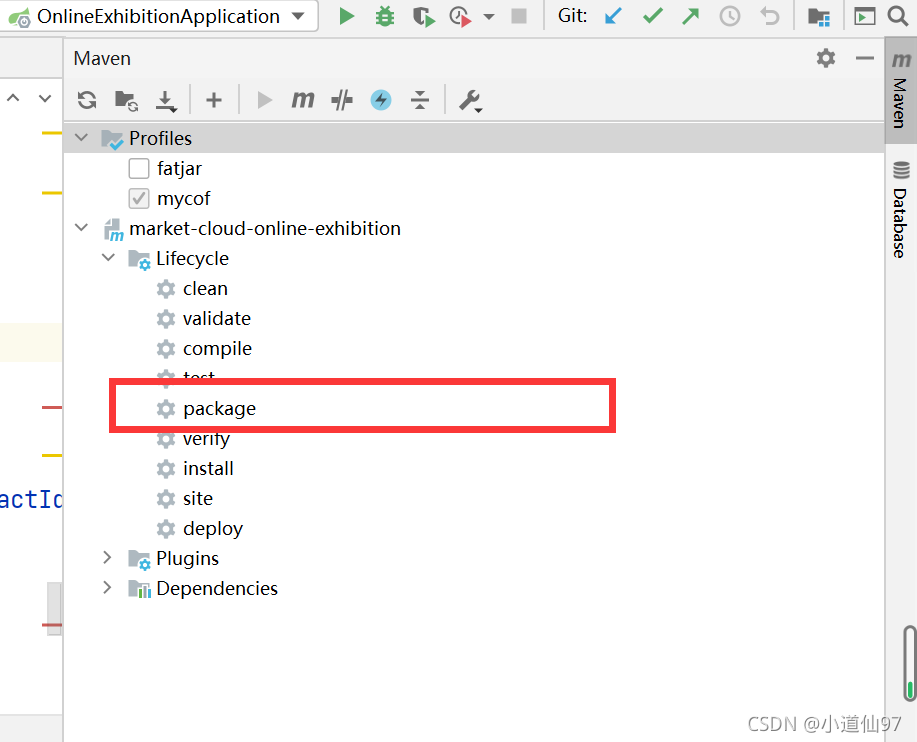 OnlineExhibitionApplication
Git:
Maven
Profiles
fatjar
mycof
market-cloud-online-exhibition
Lifecycle
clean
validate
compile
test
package
verify
install
site
deploy
Plugins
Dependencies
actId
m
Maven
Database
CSDN @小道仙97